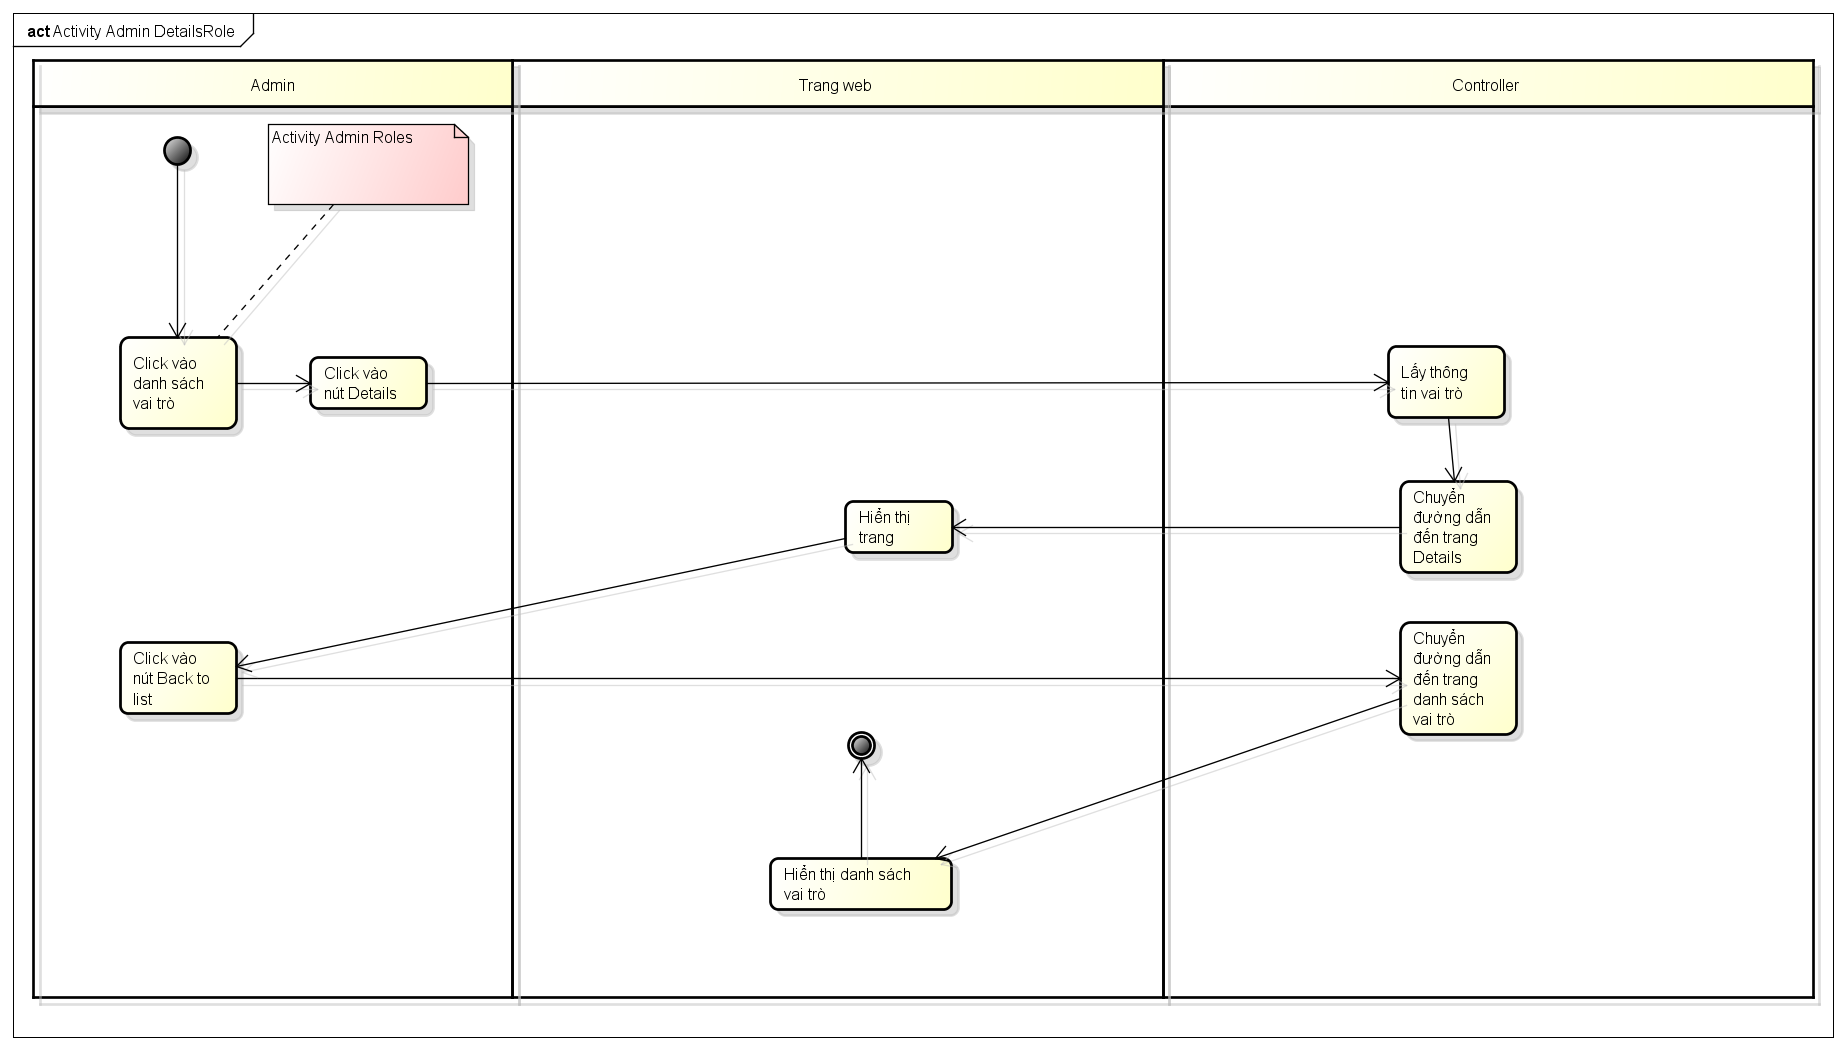 act Activity Admin DetailsRole
Admin
Trang web
Controller
Activity Admin Roles
Click vào
danh sách
vai trò
Click vào
nút Details
Lấy thông
tin vai trò
Chuyển
đường dẫn
đến trang
Details
Hiển thị
trang
Click vào
nút Back to
list
Chuyển
đường dẫn
đến trang
danh sách
vai trò
Hiển thị danh sách
vai trò